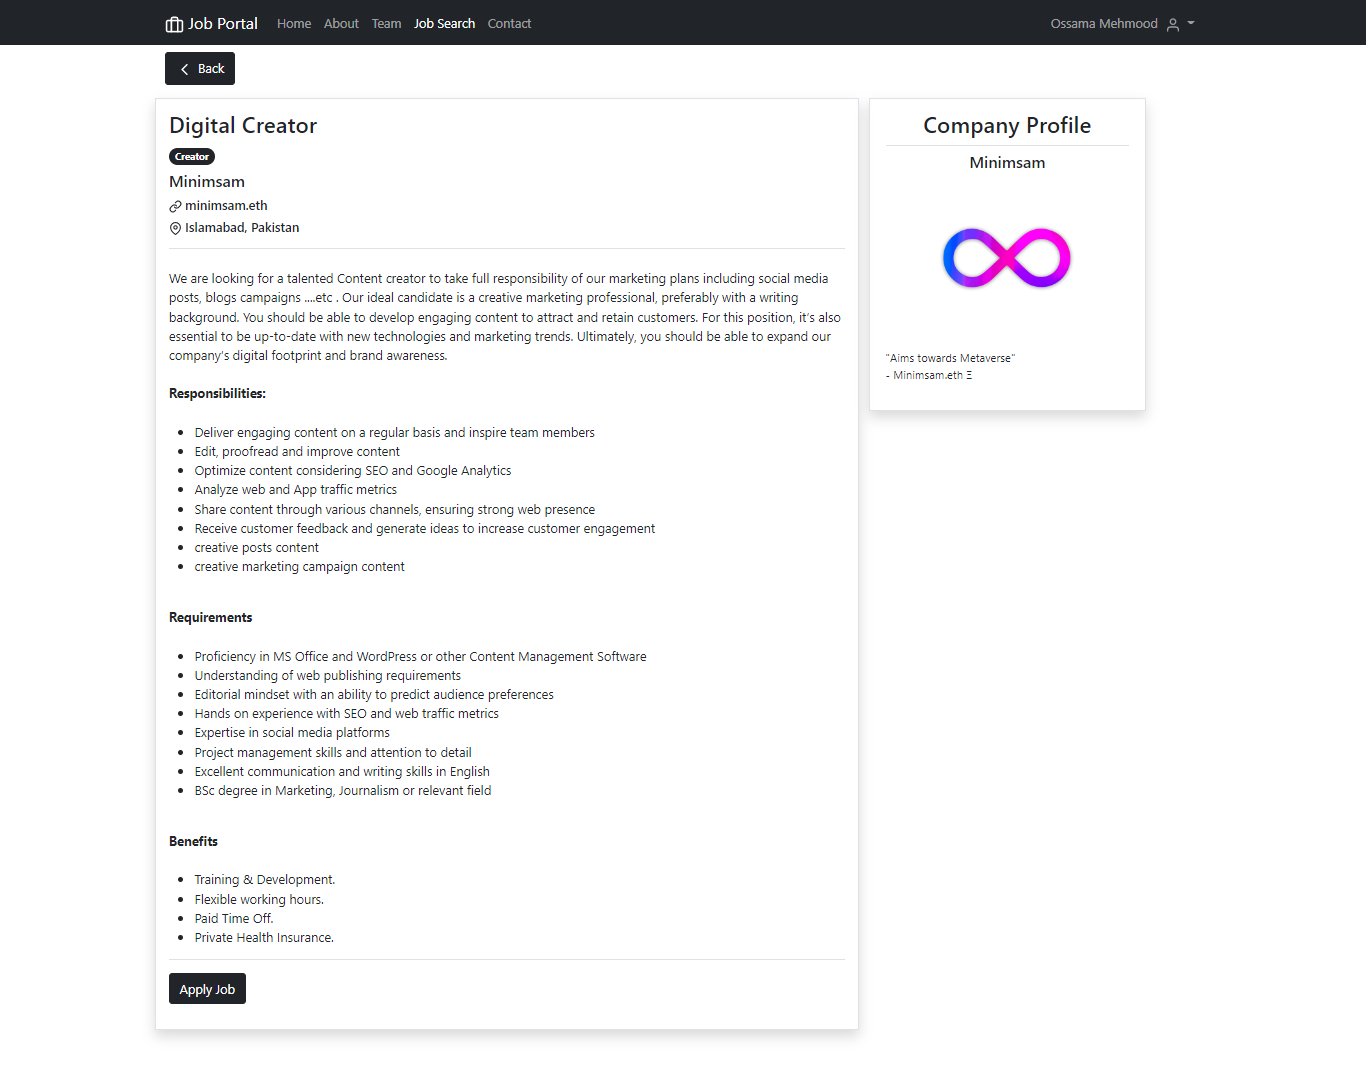 Job Portal Home About Team Job Search Contact Ossama Mehmood
Back
Digital Creator
Creator
Minimsam
minimsam.eth
Islamabad, Pakistan
We are looking for a talented Content creator to take full responsibility of our marketing plans including social media
posts, blogs campaigns ....etc . Our ideal candidate is a creative marketing professional, preferably with a writing
background. You should be able to develop engaging content to attract and retain customers. For this position, it's also
essential to be up-to-date with new technologies and marketing trends. Ultimately, you should be able to expand our
company's digital footprint and brand awareness.
Responsibilities:
• Deliver engaging content on a regular basis and inspire team members
• Edit, proofread and improve content
• Optimize content considering SEO and Google Analytics
• Analyze web and App traffic metrics
• Share content through various channels, ensuring strong web presence
• Receive customer feedback and generate ideas to increase customer engagement
• creative posts content
• creative marketing campaign content
Requirements
• Proficiency in MS Office and WordPress or other Content Management Software
• Understanding of web publishing requirements
• Editorial mindset with an ability to predict audience preferences
• Hands on experience with SEO and web traffic metrics
• Expertise in social media platforms
• Project management skills and attention to detail
• Excellent communication and writing skills in English
• BSc degree in Marketing, Journalism or relevant field
Benefits
• Training & Development.
• Flexible working hours.
• Paid Time Off.
• Private Health Insurance.
Apply Job
Company Profile
Minimsam
"Aims towards Metaverse"
- Minimsam.eth Ξ